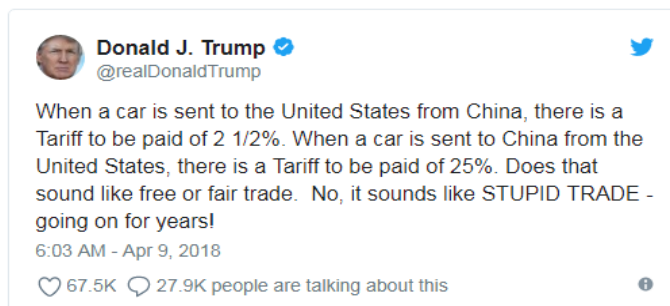 Donald J. Trump
@realDonaldTrump
When a car is sent to the United States from China, there is a
Tariff to be paid of 2 1/2%. When a car is sent to China from the
United States, there is a Tariff to be paid of 25%. Does that
sound like free or fair trade.  No, it sounds like STUPID TRADE -
going on for years!
6:03 AM - Apr 9, 2018
67.5K 27.9K people are talking about this